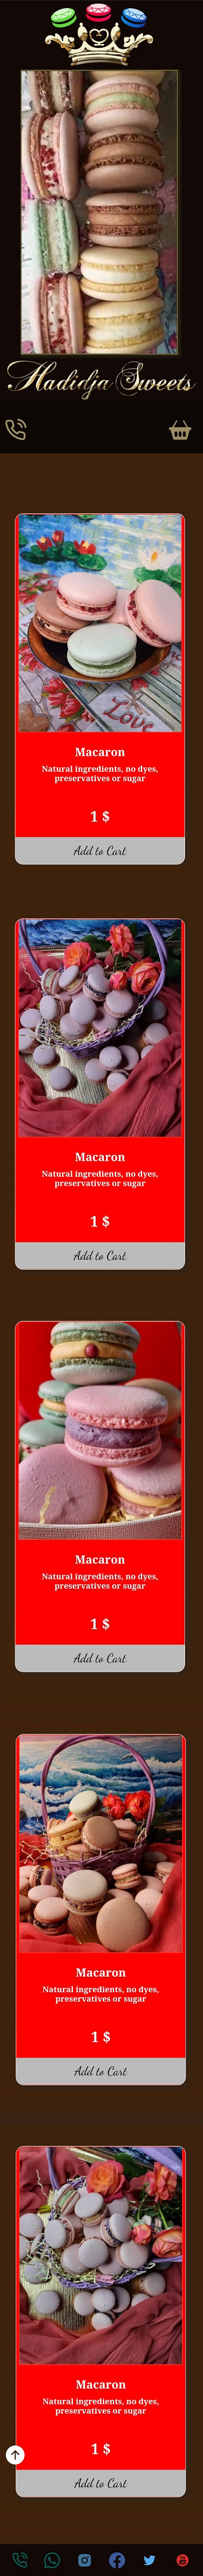 Hadidja Sweets
Love
Macaron
Natural ingredients, no dyes,
preservatives or sugar
1 $
Add to Cart
Macaron
Natural ingredients, no dyes,
preservatives or sugar
1 $
Add to Cart
Macaron
Natural ingredients, no dyes,
preservatives or sugar
1 $
Add to Cart
Macaron
Natural ingredients, no dyes,
preservatives or sugar
1 $
Add to Cart
Macaron
Natural ingredients, no dyes,
preservatives or sugar
1 $
Add to Cart